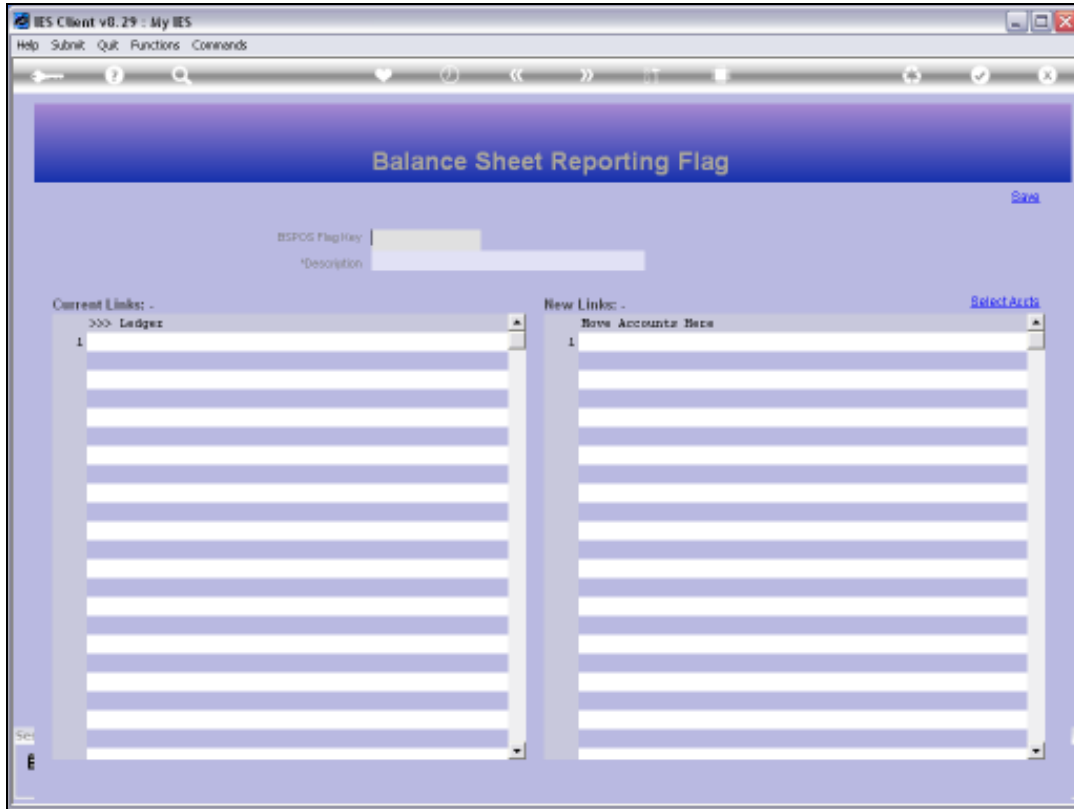 IES Client v8.29 : My IES
Help Submit Quit Functions Commands
Balance Sheet Reporting Flag
Save
BSPOS Flag Key
*Description
Current Links: -
New Links: -
Select Accts
>>> Ledger
Move Accounts Here
1
1
Ses